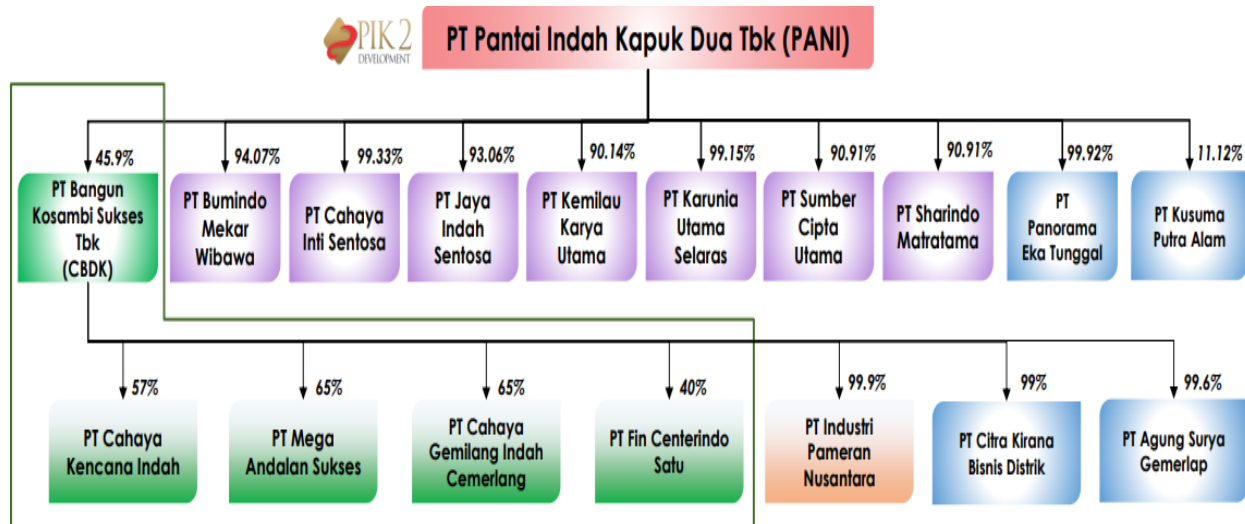 PIK 2
DEVELOPMENT
PT Pantai Indah Kapuk Dua Tbk (PANI)
45.9%
94.07%
99.33%
93.06%
90.14%
99.15%
90.91%
90.91%
99.92%
11.12%
PT Bangun
Kosambi Sukses
Tbk
(CBDK)
PT Bumindo
Mekar
Wibawa
PT Cahaya
Inti Sentosa
PT Jaya
Indah
Sentosa
PT Kemilau
Karya
Utama
PT Karunia
Utama
Selaras
PT Sumber
Cipta
Utama
PT Sharindo
Matratama
PT
Panorama
Eka Tunggal
PT Kusuma
Putra Alam
57%
65%
65%
40%
99.9%
99%
99.6%
PT Cahaya
Kencana Indah
PT Mega
Andalan Sukses
PT Cahaya
Gemilang Indah
Cemerlang
PT Fin Centerindo
Satu
PT Industri
Pameran
Nusantara
PT Citra Kirana
Bisnis Distrik
PT Agung Surya
Gemerlap